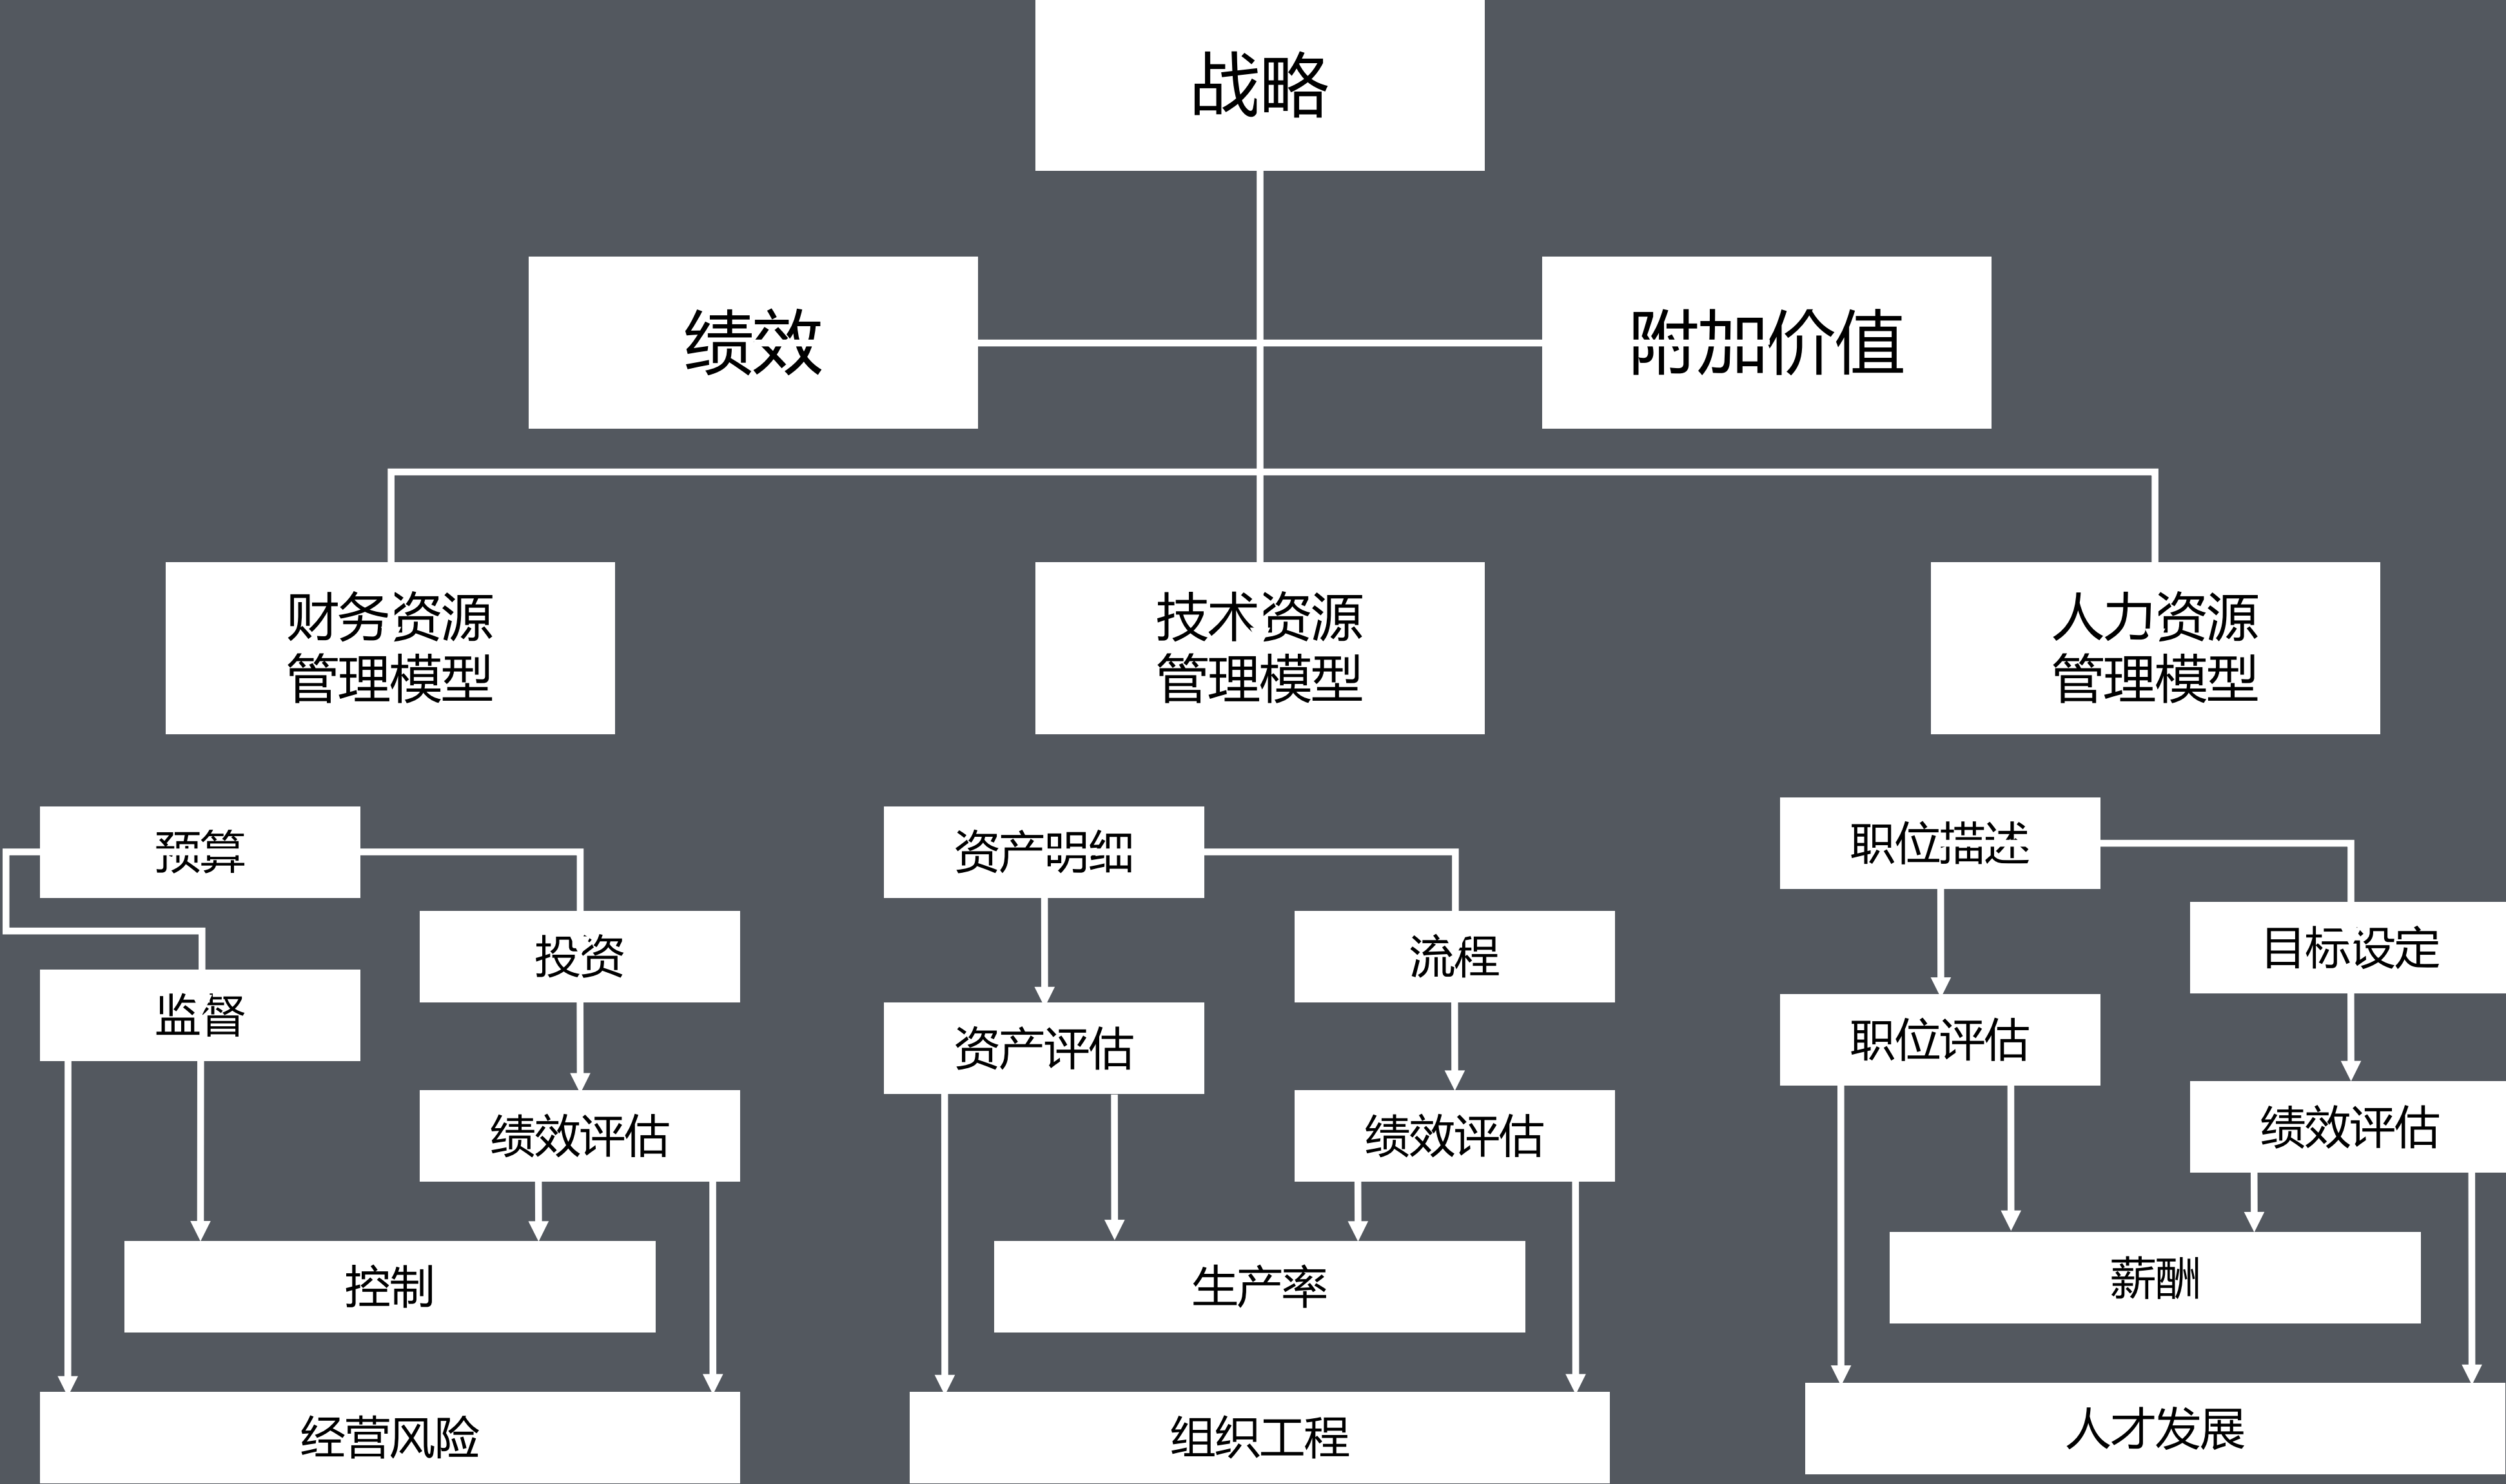 战略
绩效
附加价值
财务资源
管理模型
技术资源
管理模型
人力资源
管理模型
预算
投资
监督
绩效评估
控制
经营风险
资产明细
流程
资产评估
绩效评估
生产率
组织工程
职位描述
目标设定
职位评估
绩效评估
薪酬
人才发展